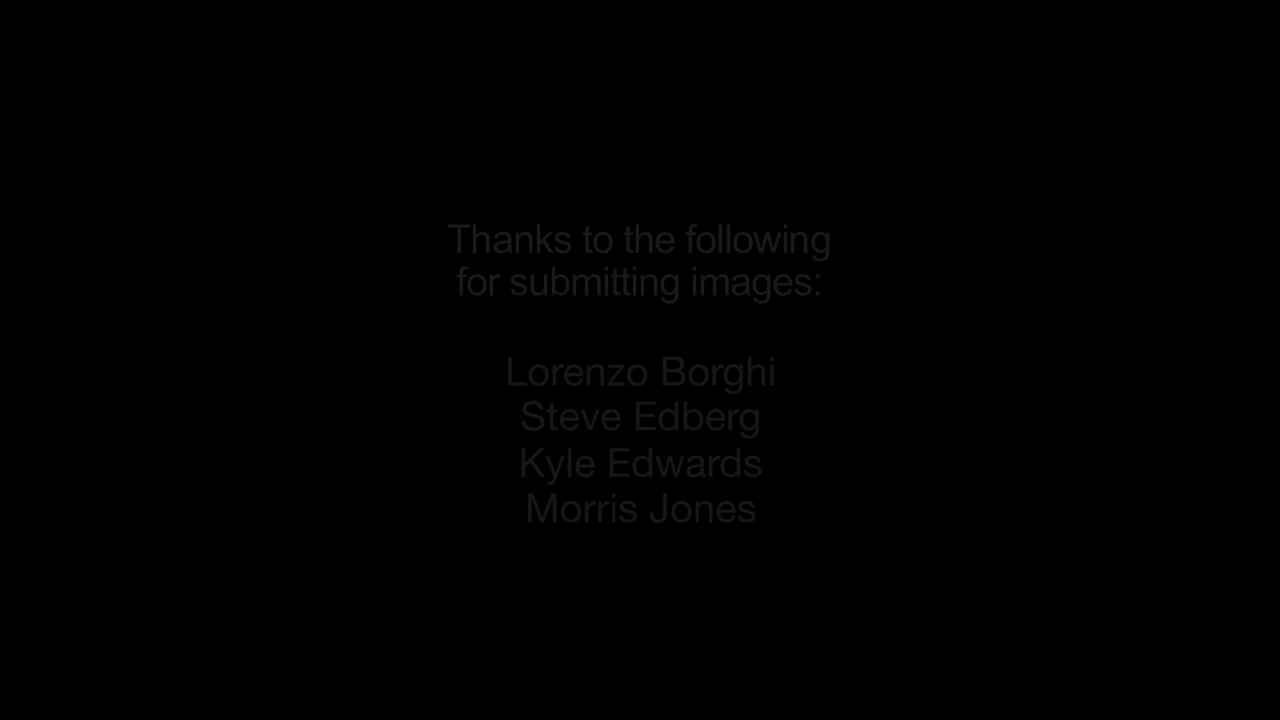 Thanks to the following
for submitting images:
Lorenzo Borghi
Steve Edberg
Kyle Edwards
Morris Jones